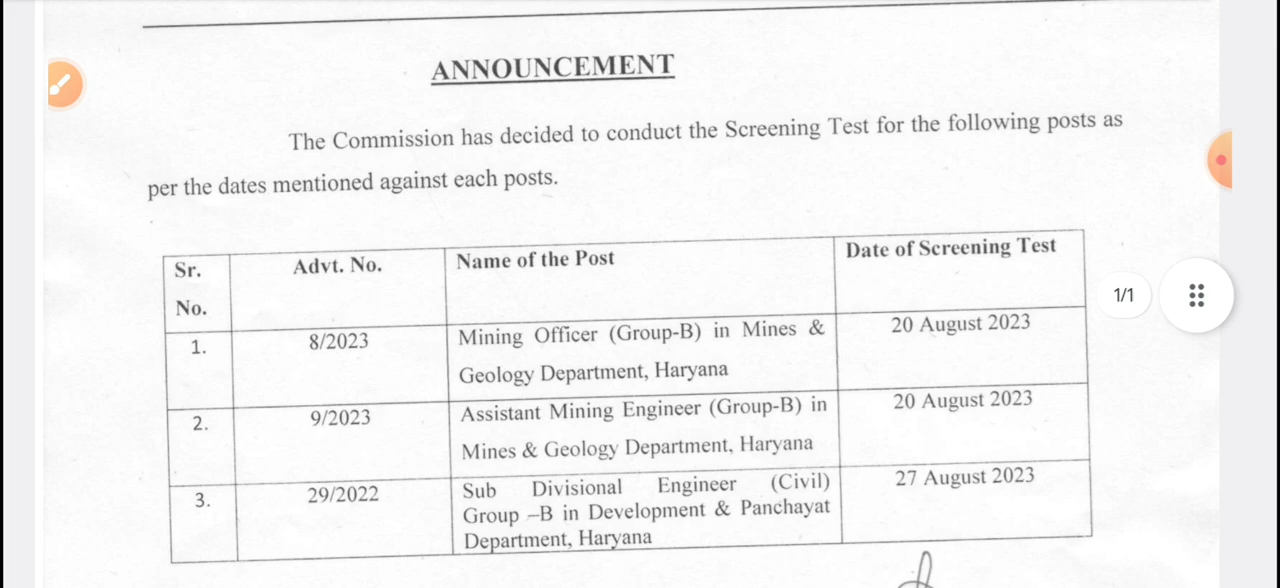 ANNOUNCEMENT
The Commission has decided to conduct the Screening Test for the following posts as
per the dates mentioned against each posts.
Sr. No. Advt. No. Name of the Post Date of Screening Test
1. 8/2023 Mining Officer (Group-B) in Mines & 20 August 2023
Geology Department, Haryana
2. 9/2023 Assistant Mining Engineer (Group-B) in 20 August 2023
Mines & Geology Department, Haryana
3. 29/2022 Sub Divisional Engineer (Civil) 27 August 2023
Group –B in Development & Panchayat
Department, Haryana
1/1